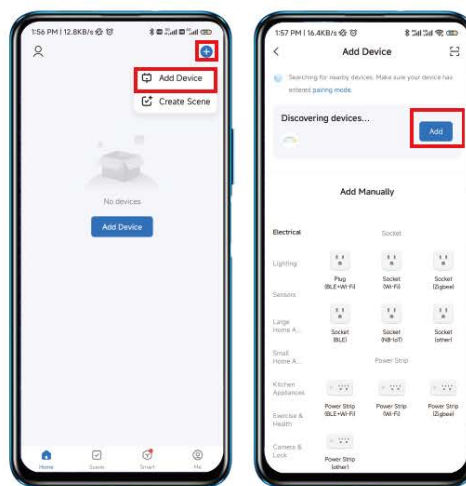 1:56 PM | 12.8KB/s
Add Device
Create Scene
No devices
Add Device
Home
Scene
Smart
Me
1:57 PM | 16.4KB/s
Add Device
Searching for nearby devices. Make sure your device has
entered pairing mode.
Discovering devices...
Add
Add Manually
Electrical
Socket
Lighting
Plug
(BLE+Wi-Fi)
Socket
(Wi-Fi)
Socket
(Zigbee)
Sensors
Large
Home A...
Socket
(BLE)
Socket
(NB-IoT)
Socket
(other)
Small
Home A...
Power Strip
Kitchen
Appliances
Power Strip
(BLE+Wi-Fi)
Power Strip
(Wi-Fi)
Power Strip
(Zigbee)
Exercise &
Health
Camera &
Lock
Power Strip
(other)